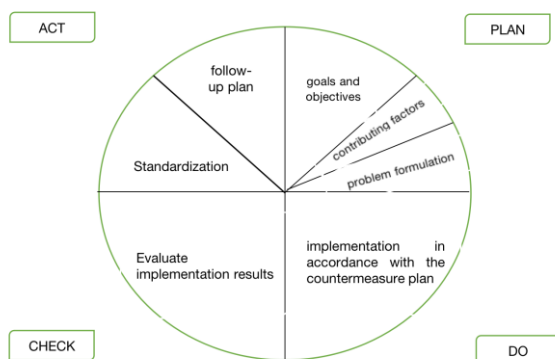 ACT
PLAN
follow-
up plan
goals and
objectives
contributing factors
problem formulation
Standardization
Evaluate
implementation results
implementation in
accordance with the
countermeasure plan
CHECK
DO